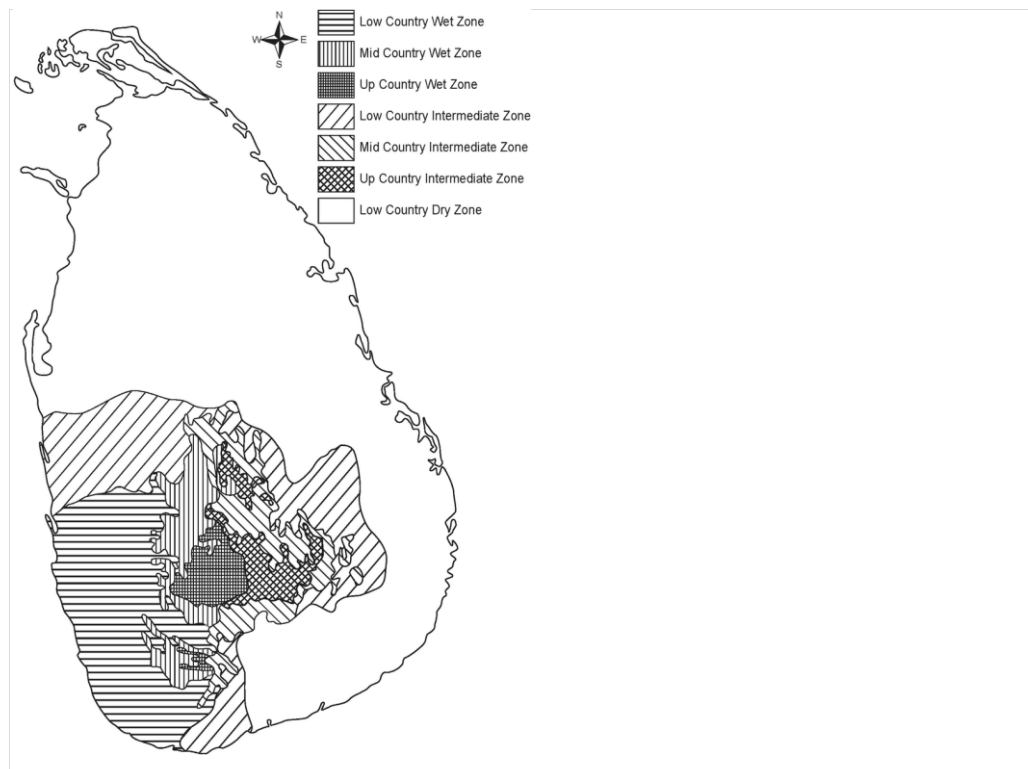 N
W E
S
Low Country Wet Zone
Mid Country Wet Zone
Up Country Wet Zone
Low Country Intermediate Zone
Mid Country Intermediate Zone
Up Country Intermediate Zone
Low Country Dry Zone